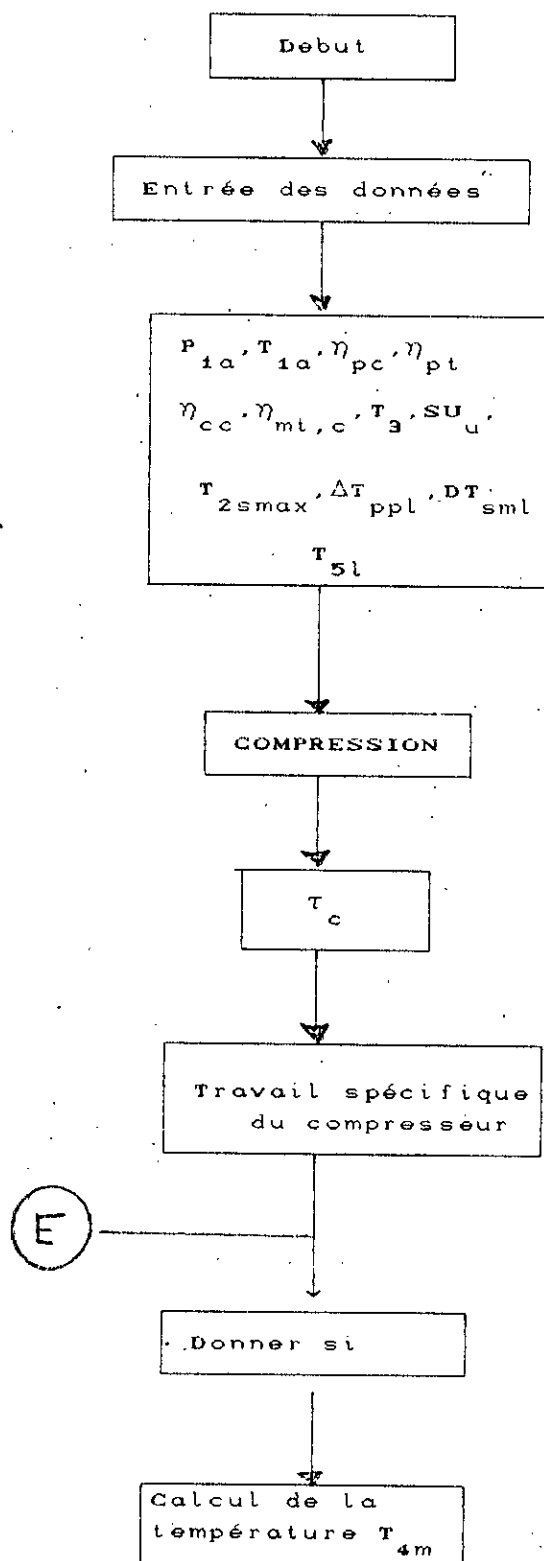 Debut
Entrée des données
P1a, T1a, ηpc, ηpt
ηcc, ηmt,c, T3, SUu,
T2smax, ΔTppl, DTsml
T5l
COMPRESSION
τc
Travail spécifique
du compresseur
E
Donner si
Calcul de la
température T4m